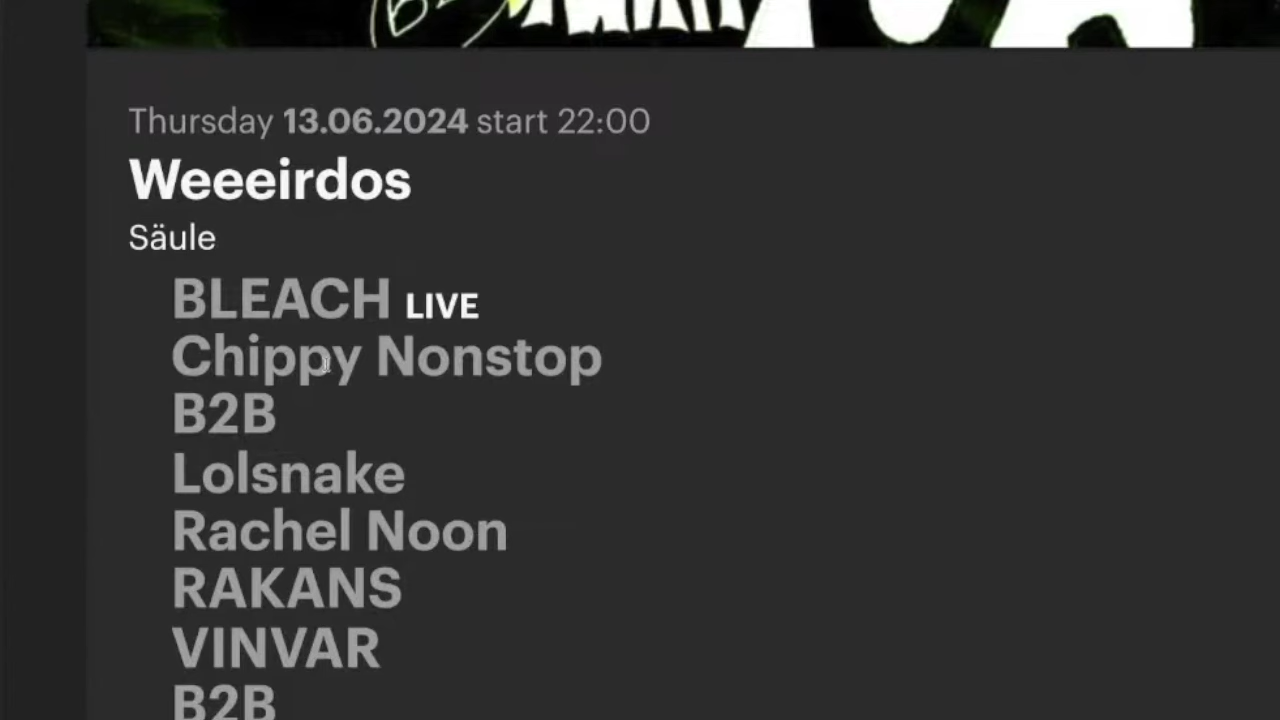 Thursday 13.06.2024 start 22:00
Weeeirdos
Säule
BLEACH LIVE
Chippy Nonstop
B2B
Lolsnake
Rachel Noon
RAKANS
VINVAR
B2B